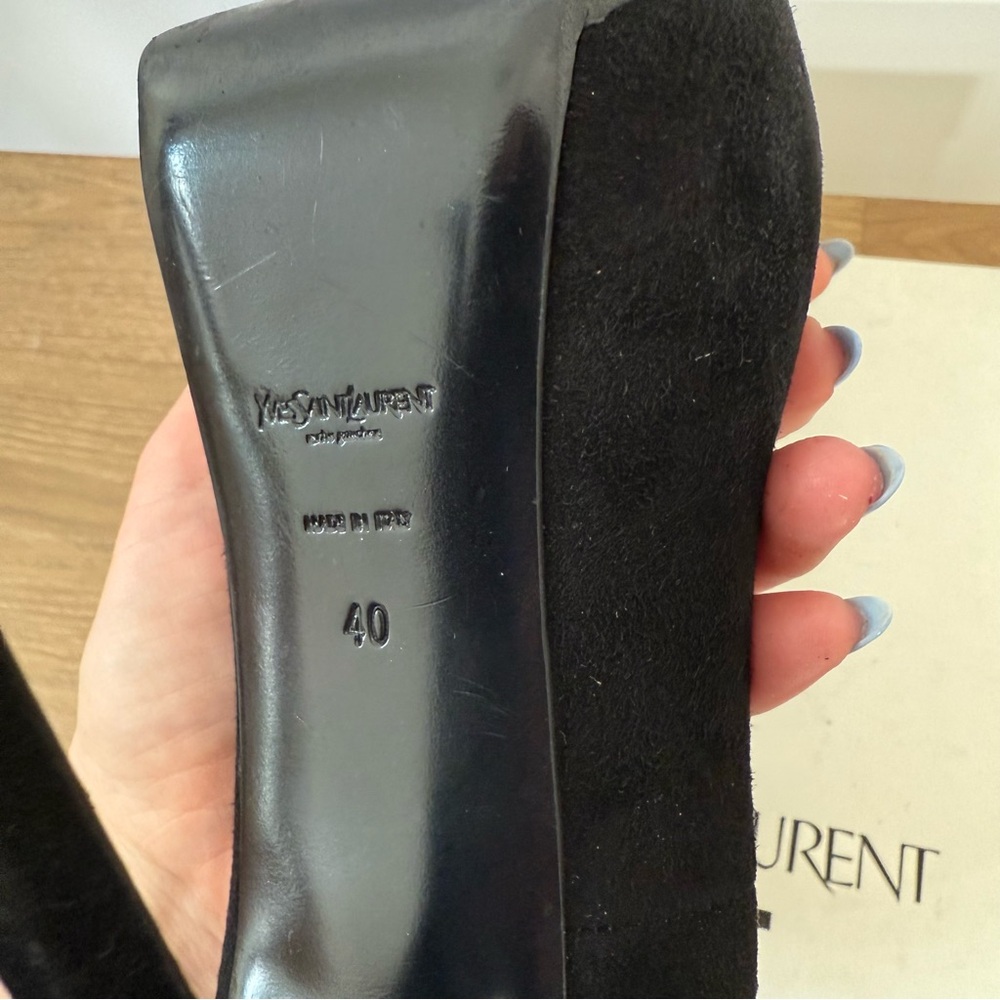 YVESSAINTLAURENT
rive gauche
MADE IN ITALY
40
URENT